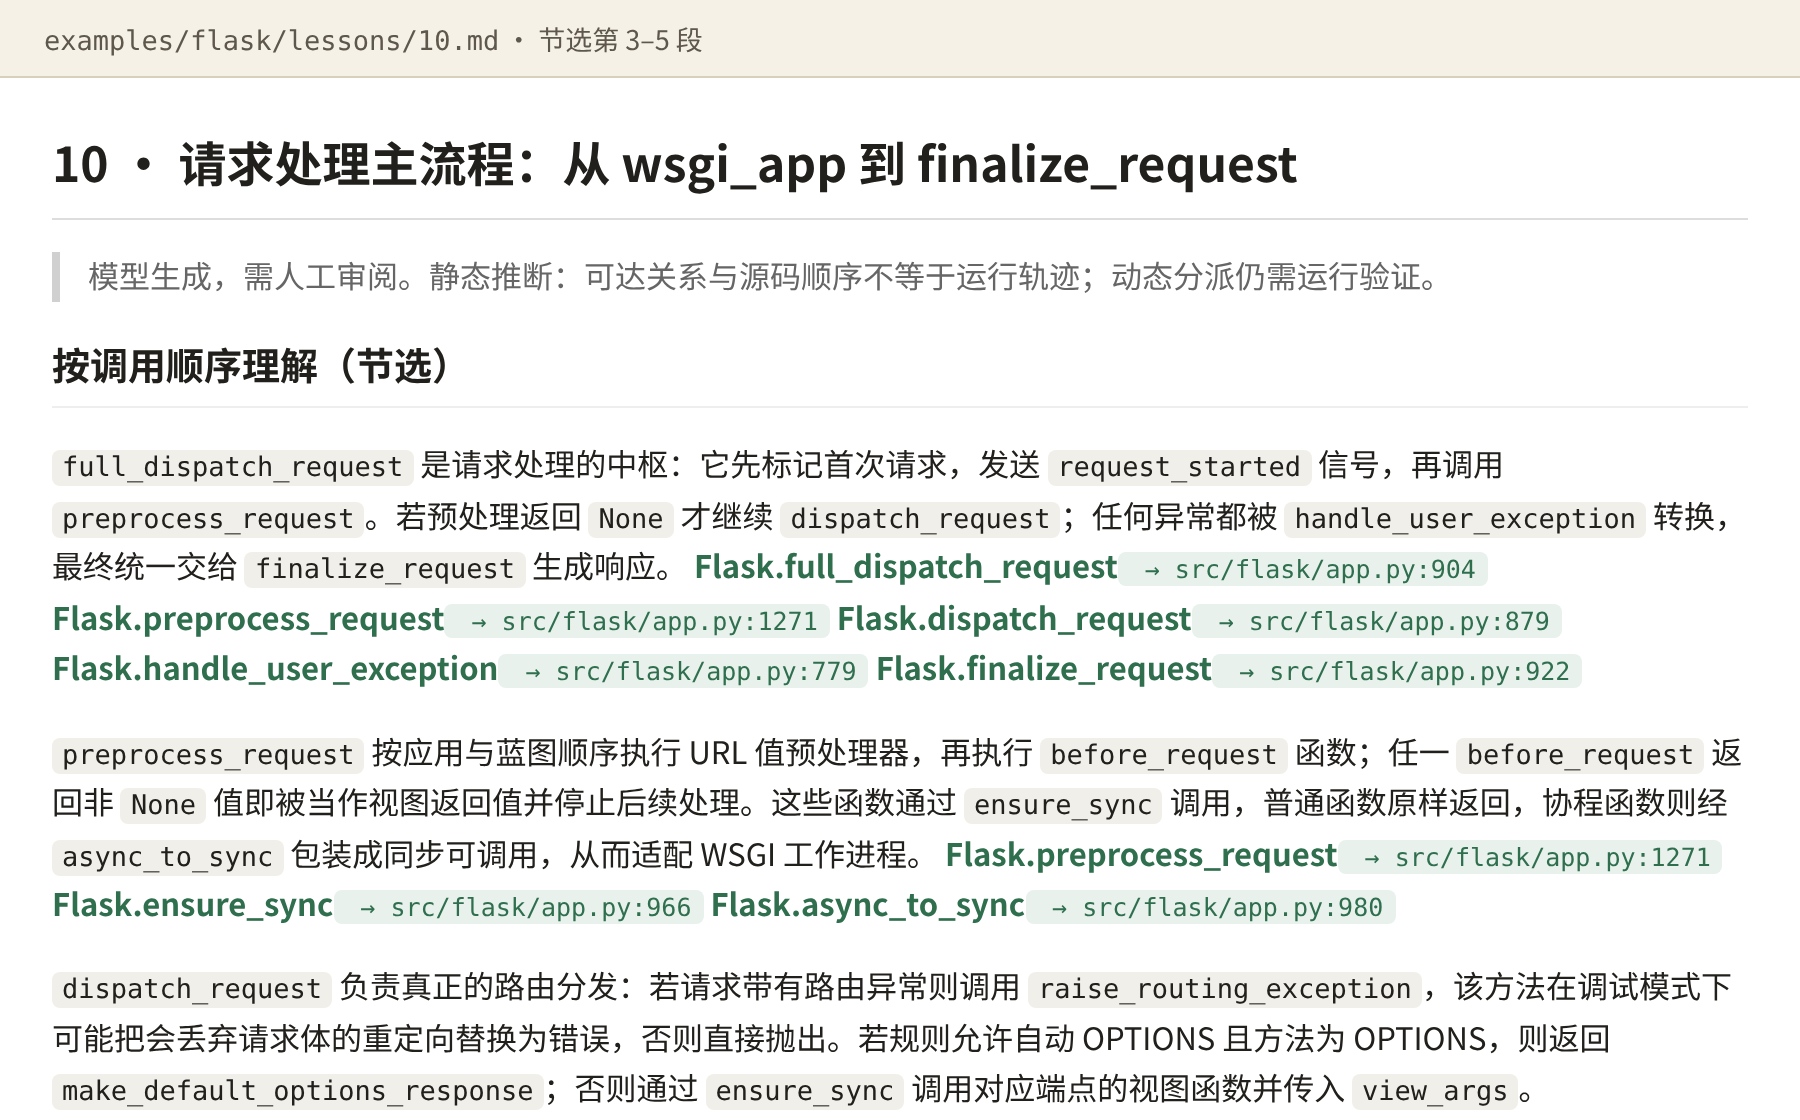 examples/flask/lessons/10.md · 节选第 3–5 段
10 · 请求处理主流程：从 wsgi_app 到 finalize_request
模型生成，需人工审阅。静态推断：可达关系与源码顺序不等于运行轨迹；动态分派仍需运行验证。
按调用顺序理解（节选）
full_dispatch_request 是请求处理的中枢：它先标记首次请求，发送 request_started 信号，再调用
preprocess_request。若预处理返回 None 才继续 dispatch_request；任何异常都被 handle_user_exception 转换，
最终统一交给 finalize_request 生成响应。 Flask.full_dispatch_request → src/flask/app.py:904
Flask.preprocess_request → src/flask/app.py:1271 Flask.dispatch_request → src/flask/app.py:879
Flask.handle_user_exception → src/flask/app.py:779 Flask.finalize_request → src/flask/app.py:922
preprocess_request 按应用与蓝图顺序执行 URL 值预处理器，再执行 before_request 函数；任一 before_request 返
回非 None 值即被当作视图返回值并停止后续处理。这些函数通过 ensure_sync 调用，普通函数原样返回，协程函数则经
async_to_sync 包装成同步可调用，从而适配 WSGI 工作进程。 Flask.preprocess_request → src/flask/app.py:1271
Flask.ensure_sync → src/flask/app.py:966 Flask.async_to_sync → src/flask/app.py:980
dispatch_request 负责真正的路由分发：若请求带有路由异常则调用 raise_routing_exception，该方法在调试模式下
可能把会丢弃请求体的重定向替换为错误，否则直接抛出。若规则允许自动 OPTIONS 且方法为 OPTIONS，则返回
make_default_options_response；否则通过 ensure_sync 调用对应端点的视图函数并传入 view_args。